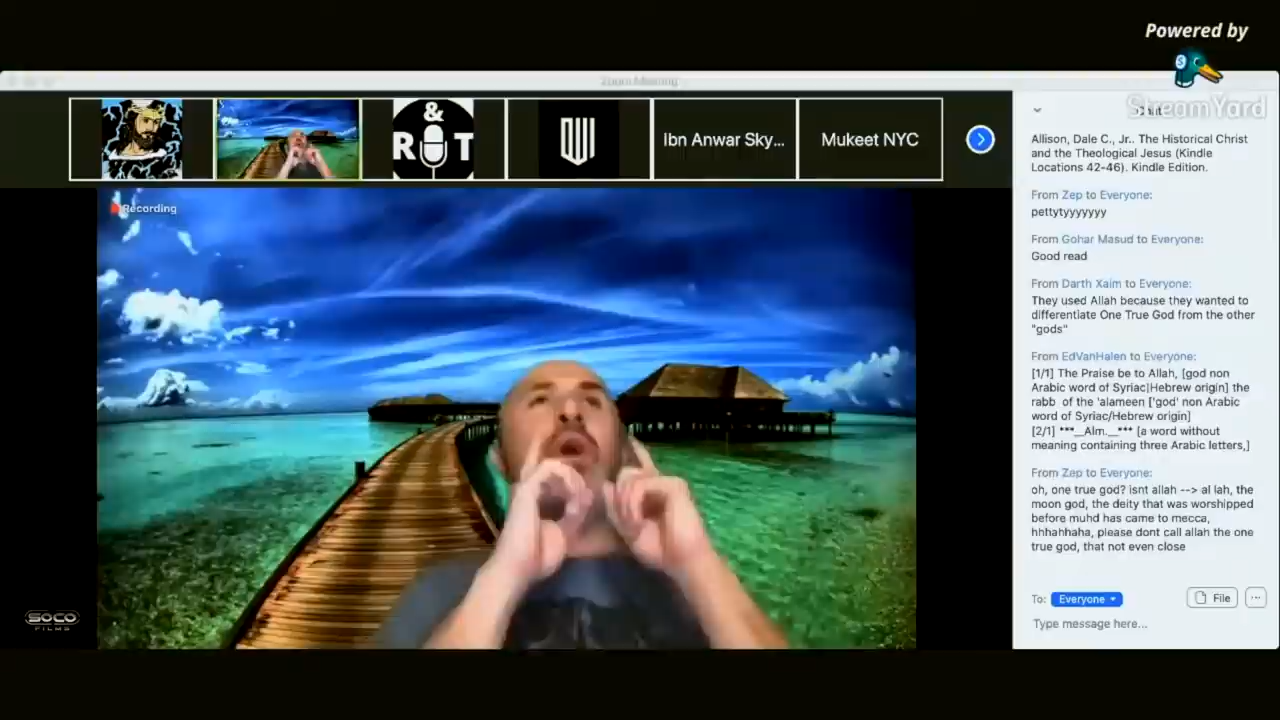 Powered by
StreamYard
Zoom Meeting
&
R T
Ibn Anwar Sky...
Mukeet NYC
Recording
Allison, Dale C., Jr.. The Historical Christ
and the Theological Jesus (Kindle
Locations 42-46). Kindle Edition.
From Zep to Everyone:
pettytyyyyyyy
From Gohar Masud to Everyone:
Good read
From Darth Xaim to Everyone:
They used Allah because they wanted to
differentiate One True God from the other
"gods"
From EdVanHalen to Everyone:
[1/1] The Praise be to Allah, [god non
Arabic word of Syriac|Hebrew origin] the
rabb of the 'alameen ['god' non Arabic
word of Syriac/Hebrew origin]
[2/1] ***__Alm.__*** [a word without
meaning containing three Arabic letters,]
From Zep to Everyone:
oh, one true god? isnt allah --> al lah, the
moon god, the deity that was worshipped
before muhd has came to mecca,
hhhahhaha, please dont call allah the one
true god, that not even close
To: Everyone
File
Type message here...
SOCO
FILMS